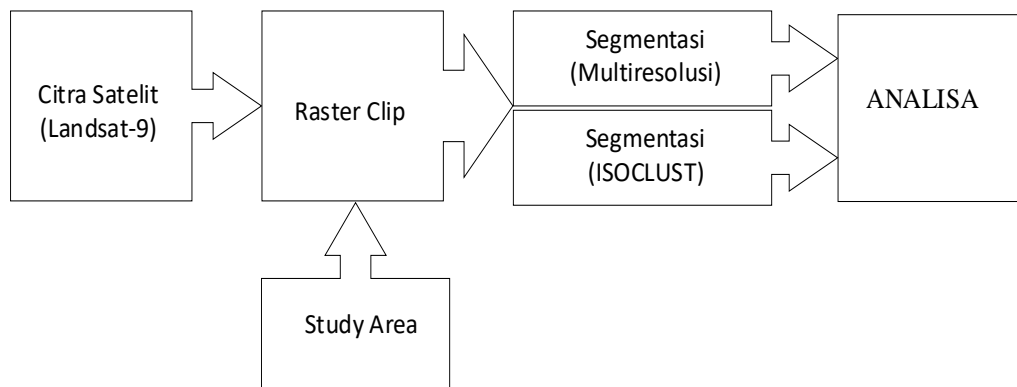 Citra Satelit
(Landsat-9)
Raster Clip
Segmentasi
(Multiresolusi)
Segmentasi
(ISOCLUST)
ANALISA
Study Area